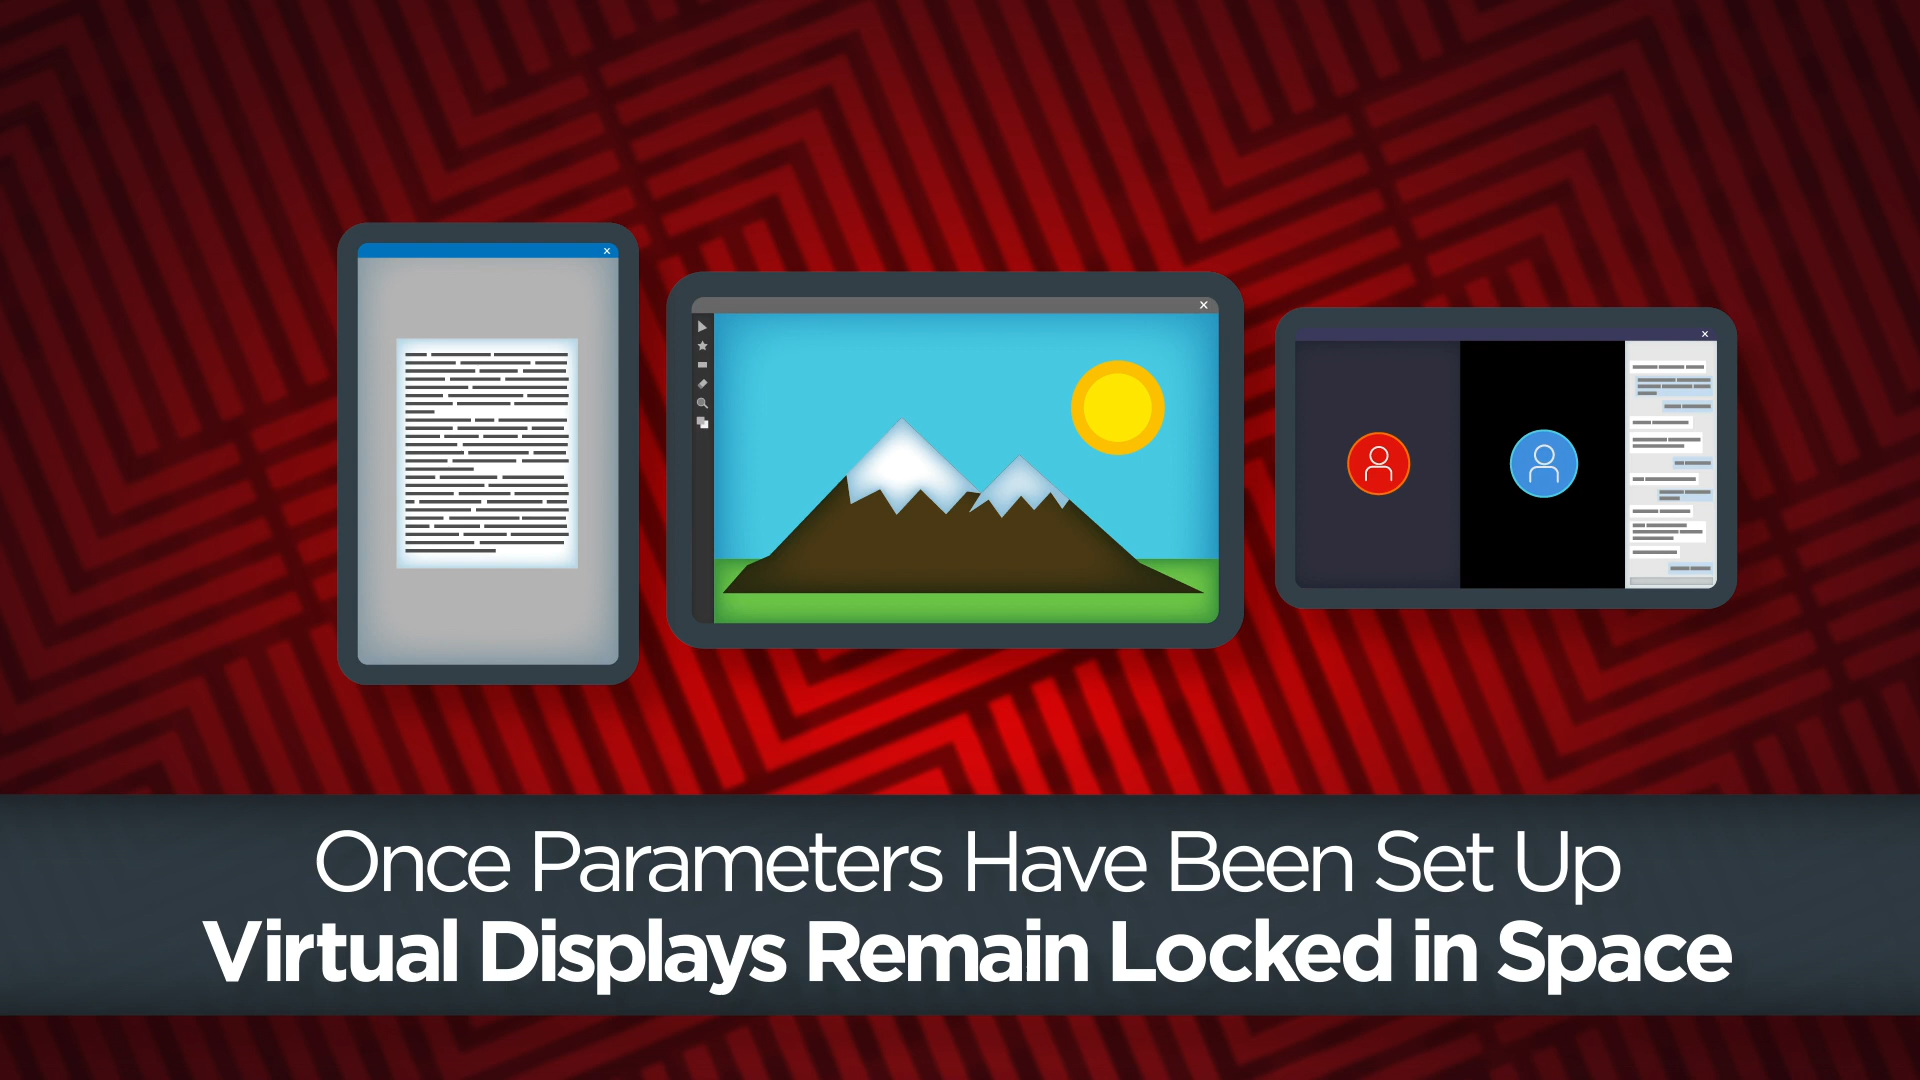 Once Parameters Have Been Set Up
Virtual Displays Remain Locked in Space